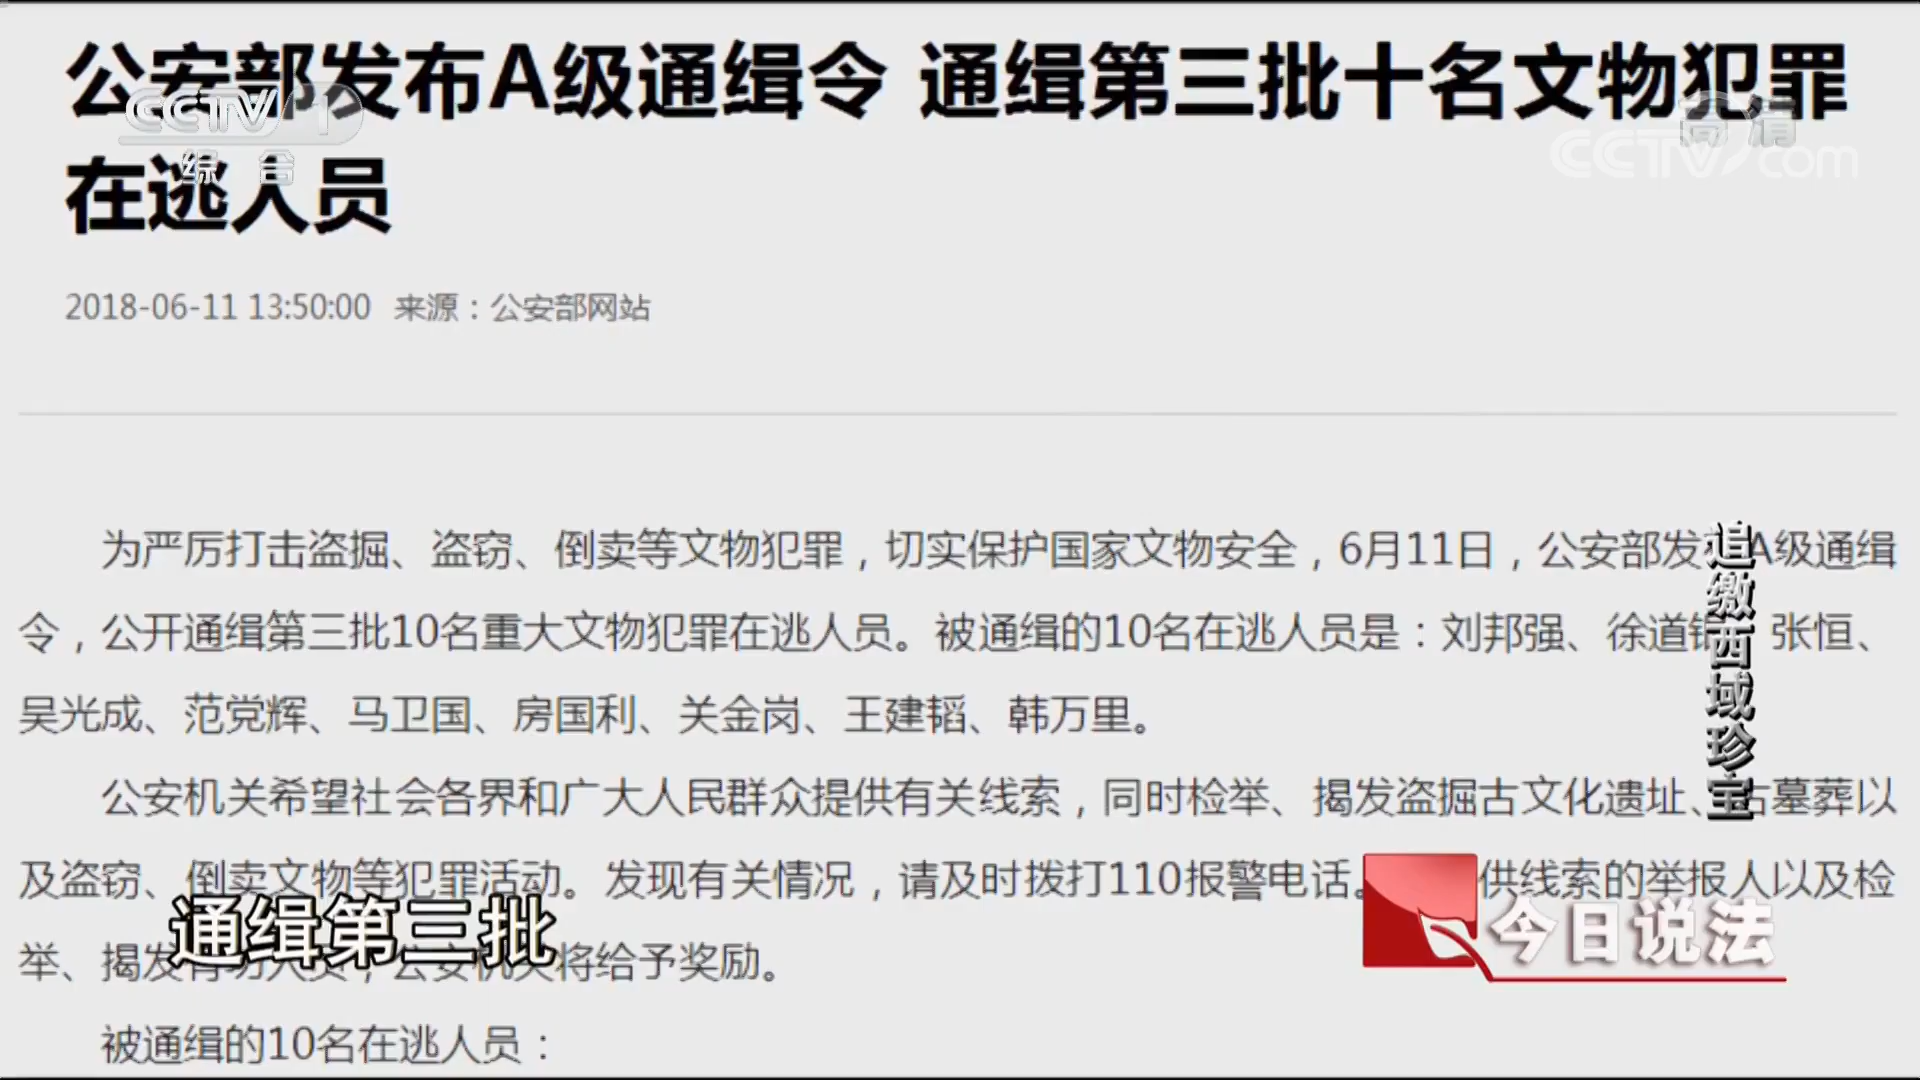 公安部发布A级通缉令 通缉第三批十名文物犯罪
在逃人员
CCTV 1
综合
高清
CCTV.com
2018-06-11 13:50:00 来源：公安部网站
为严厉打击盗掘、盗窃、倒卖等文物犯罪，切实保护国家文物安全，6月11日，公安部发布A级通缉
令，公开通缉第三批10名重大文物犯罪在逃人员。被通缉的10名在逃人员是：刘邦强、徐道 张恒、
吴光成、范党辉、马卫国、房国利、关金岗、王建韬、韩万里。
公安机关希望社会各界和广大人民群众提供有关线索，同时检举、揭发盗掘古文化遗址、古墓葬以
及盗窃、倒卖文物等犯罪活动。发现有关情况，请及时拨打110报警电话。 供线索的举报人以及检
举、揭发有功人员，公安机关将给予奖励。
被通缉的10名在逃人员：
追缴西域珍宝
通缉第三批
今日说法